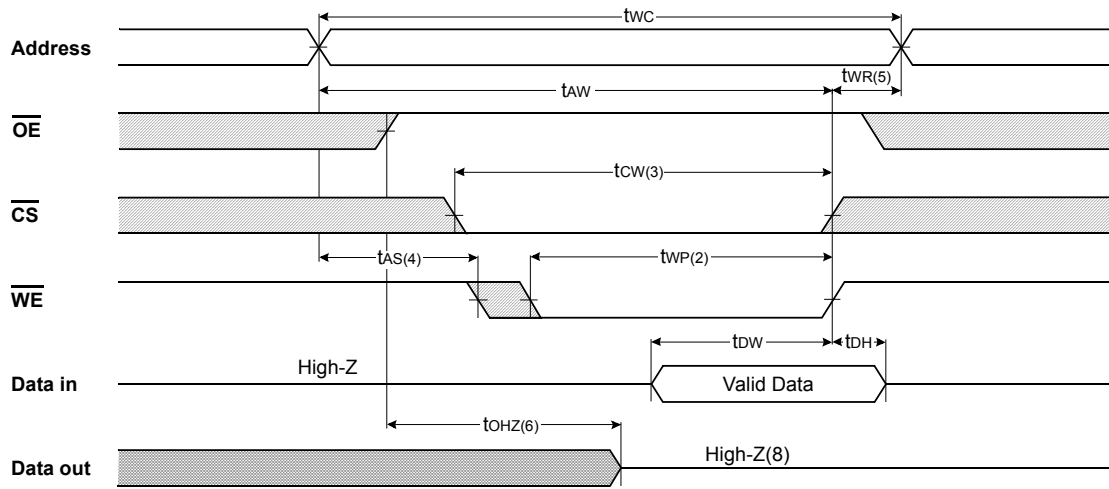 tWC
Address
tWR(5)
tAW
OE
tCW(3)
CS
tAS(4)
tWP(2)
WE
tDW
tDH
High-Z
Data in
Valid Data
tOHZ(6)
High-Z(8)
Data out